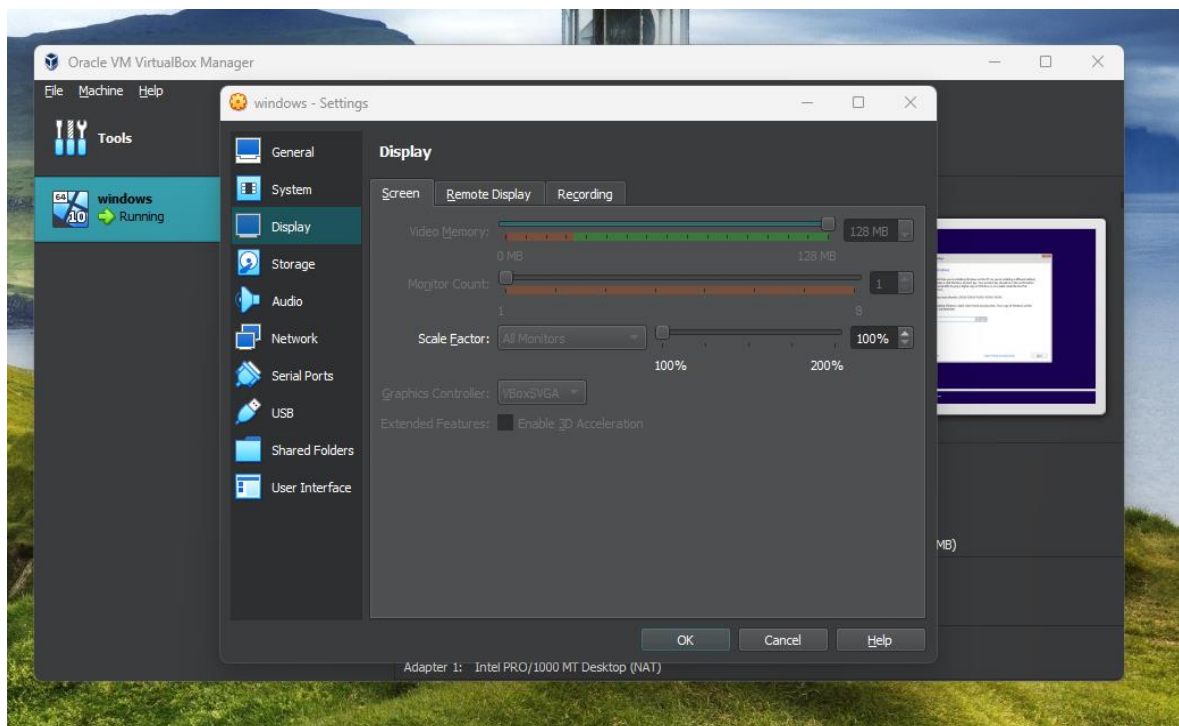 Oracle VM VirtualBox Manager
File Machine Help
windows - Settings
Tools
General
Display
64
windows
10
Running
System
Screen Remote Display Recording
Display
Video Memory: 128 MB
0 MB 128 MB
Storage
Monitor Count: 1
1 8
Audio
Network
Scale Factor: All Monitors 100%
100% 200%
Serial Ports
Graphics Controller: VBoxSVGA
USB
Extended Features: Enable 3D Acceleration
Shared Folders
User Interface
MB)
OK Cancel Help
Adapter 1: Intel PRO/1000 MT Desktop (NAT)